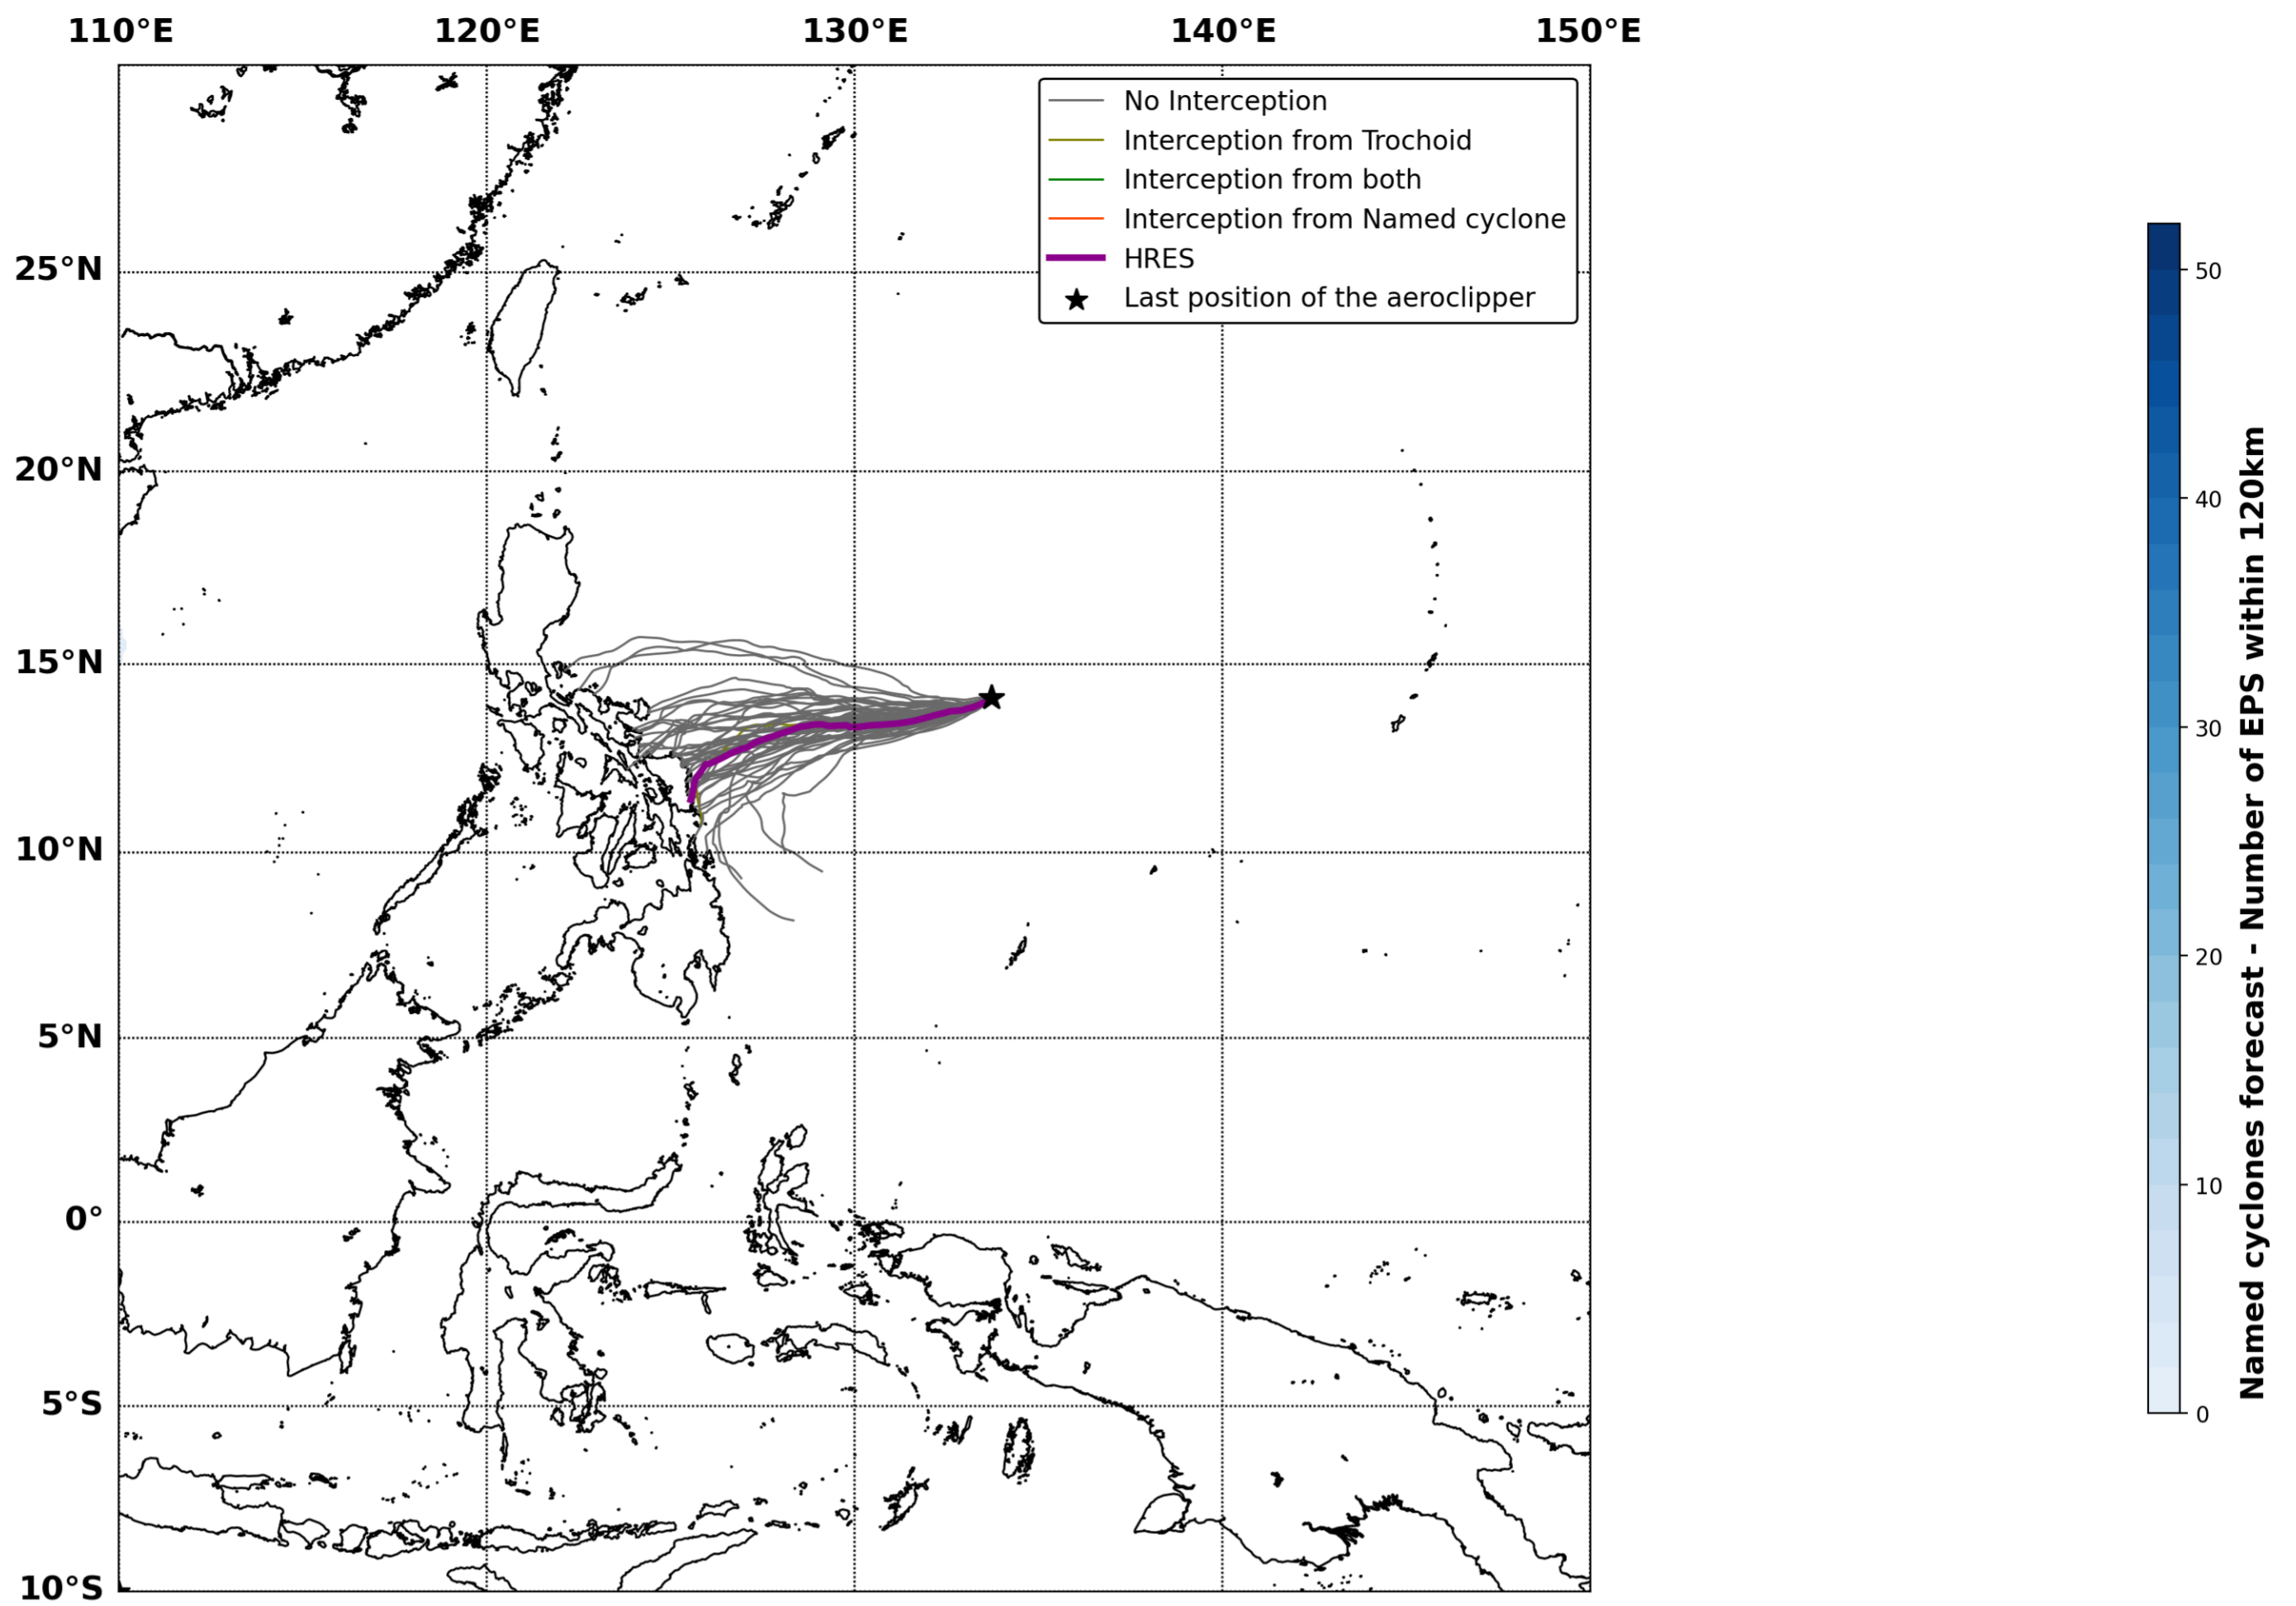 110°E 120°E 130°E 140°E 150°E
No Interception
Interception from Trochoid
Interception from both
Interception from Named cyclone
HRES
Last position of the aeroclipper
25°N
20°N
15°N
10°N
5°N
0°
5°S
10°S
50
40
30
20
10
0
Named cyclones forecast - Number of EPS within 120km